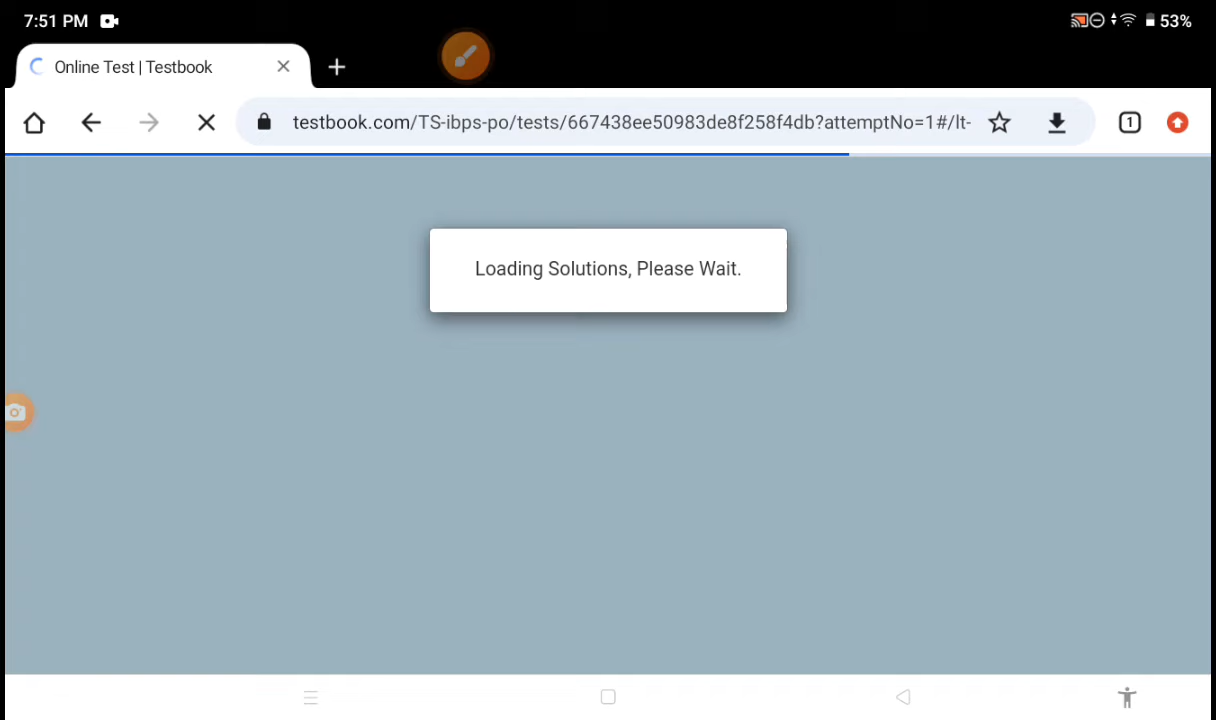 7:51 PM
53%
Online Test | Testbook
testbook.com/TS-ibps-po/tests/667438ee50983de8f258f4db?attemptNo=1#/lt-
1
Loading Solutions, Please Wait.